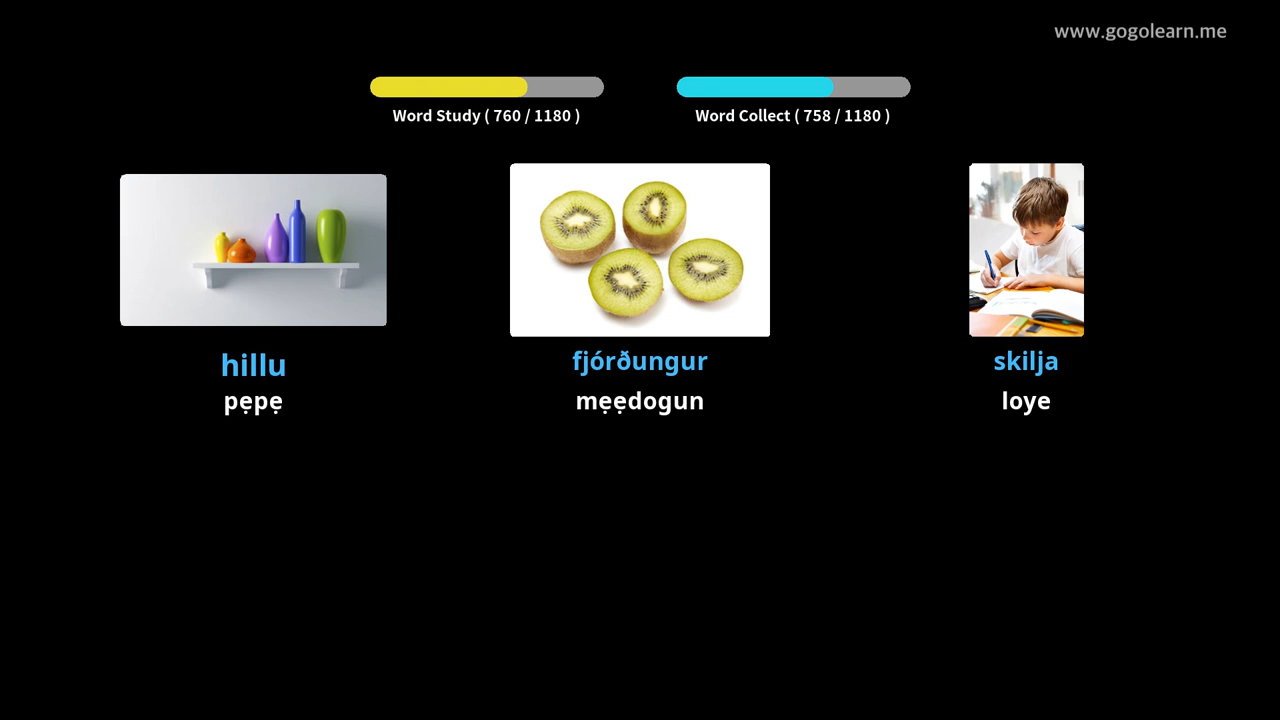 www.gogolearn.me
Word Study ( 760 / 1180 )
Word Collect ( 758 / 1180 )
hillu
pẹpẹ
fjórðungur
mẹẹdogun
skilja
loye